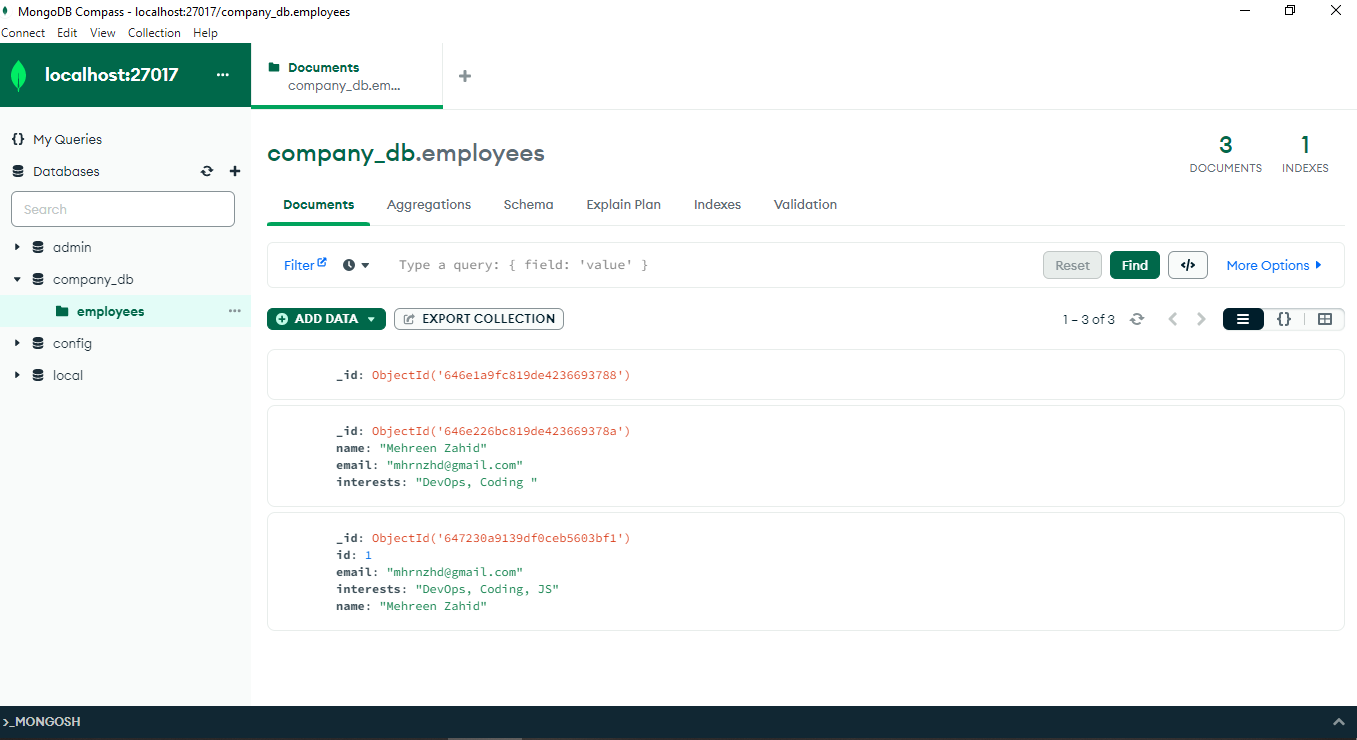 MongoDB Compass - localhost:27017/company_db.employees
Connect Edit View Collection Help
localhost:27017 ...
Documents
company_db.em...
My Queries
Databases
Search
admin
company_db
employees ...
config
local
company_db.employees
3 1
DOCUMENTS INDEXES
Documents Aggregations Schema Explain Plan Indexes Validation
Filter Type a query: { field: 'value' } Reset Find </> More Options
ADD DATA EXPORT COLLECTION 1 – 3 of 3 {}
_id: ObjectId('646e1a9fc819de4236693788')
_id: ObjectId('646e226bc819de423669378a')
name: "Mehreen Zahid"
email: "mhrnzhd@gmail.com"
interests: "DevOps, Coding "
_id: ObjectId('647230a9139df0ceb5603bf1')
id: 1
email: "mhrnzhd@gmail.com"
interests: "DevOps, Coding, JS"
name: "Mehreen Zahid"
>_MONGOSH